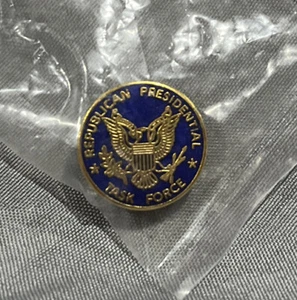 REPUBLICAN PRESIDENTIAL
TASK FORCE